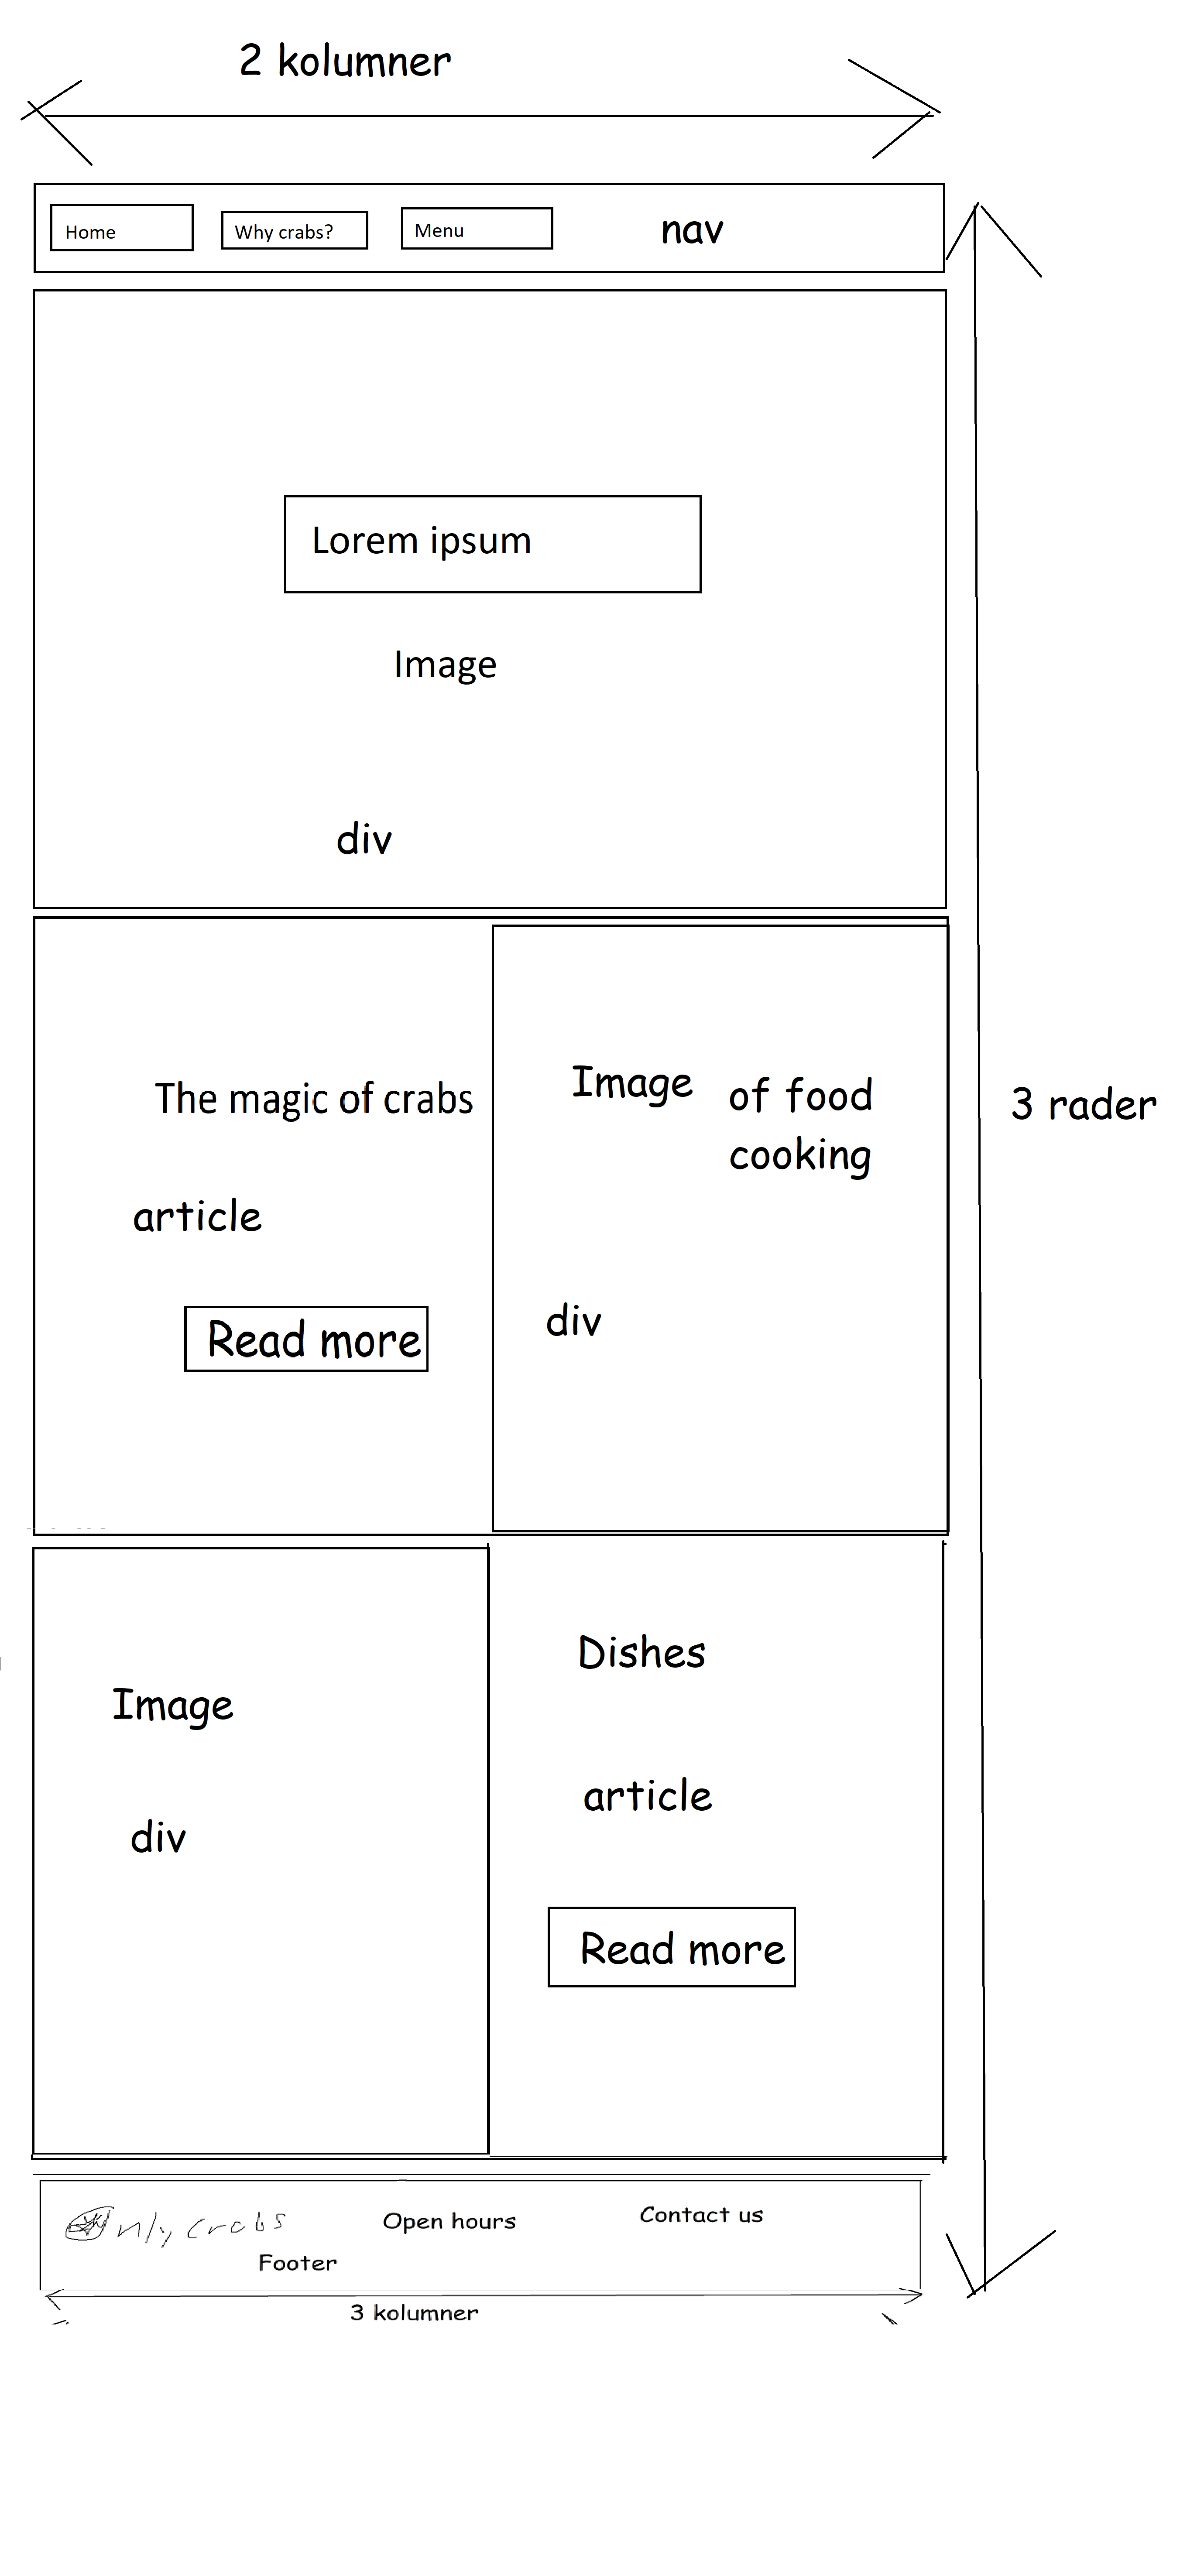 2 kolumner
Home
Why crabs?
Menu
nav
Lorem ipsum
Image
div
The magic of crabs
article
Read more
Image
of food
cooking
div
3 rader
Image
div
Dishes
article
Read more
nly crabs
Open hours
Contact us
Footer
3 kolumner